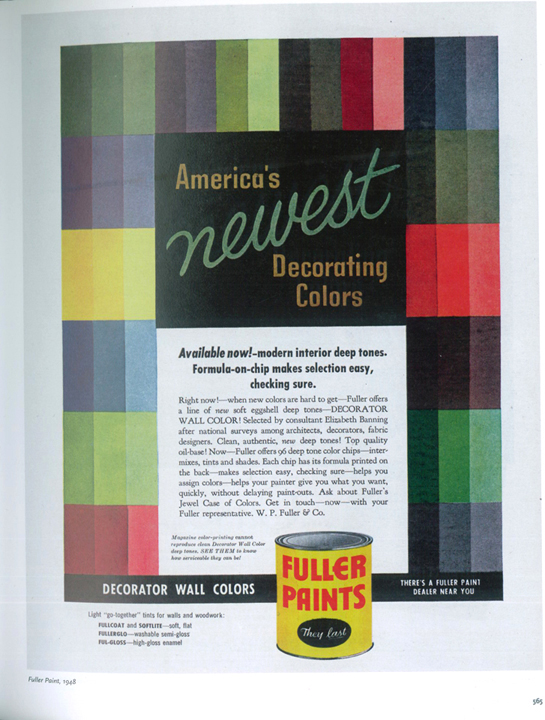 America's
newest
Decorating
Colors
Available now!–modern interior deep tones.
Formula-on-chip makes selection easy,
checking sure.
Right now!—when new colors are hard to get—Fuller offers
a line of new soft eggshell deep tones—DECORATOR
WALL COLOR! Selected by consultant Elizabeth Banning
after national surveys among architects, decorators, fabric
designers. Clean, authentic, new deep tones! Top quality
oil-base! Now—Fuller offers 96 deep tone color chips—inter-
mixes, tints and shades. Each chip has its formula printed on
the back—makes selection easy, checking sure—helps you
assign colors—helps your painter give you what you want,
quickly, without delaying paint-outs. Ask about Fuller's
Jewel Case of Colors. Get in touch—now—with your
Fuller representative. W. P. Fuller & Co.
Magazine color-printing cannot
reproduce clean Decorator Wall Color
deep tones. SEE THEM to know
how serviceable they can be!
FULLER
PAINTS
They last
DECORATOR WALL COLORS
THERE'S A FULLER PAINT
DEALER NEAR YOU
Light "go-together" tints for walls and woodwork:
FULLCOAT and SOFTLITE—soft, flat
FULLERGLO—washable semi-gloss
FUL-GLOSS—high-gloss enamel
Fuller Paint, 1948
565